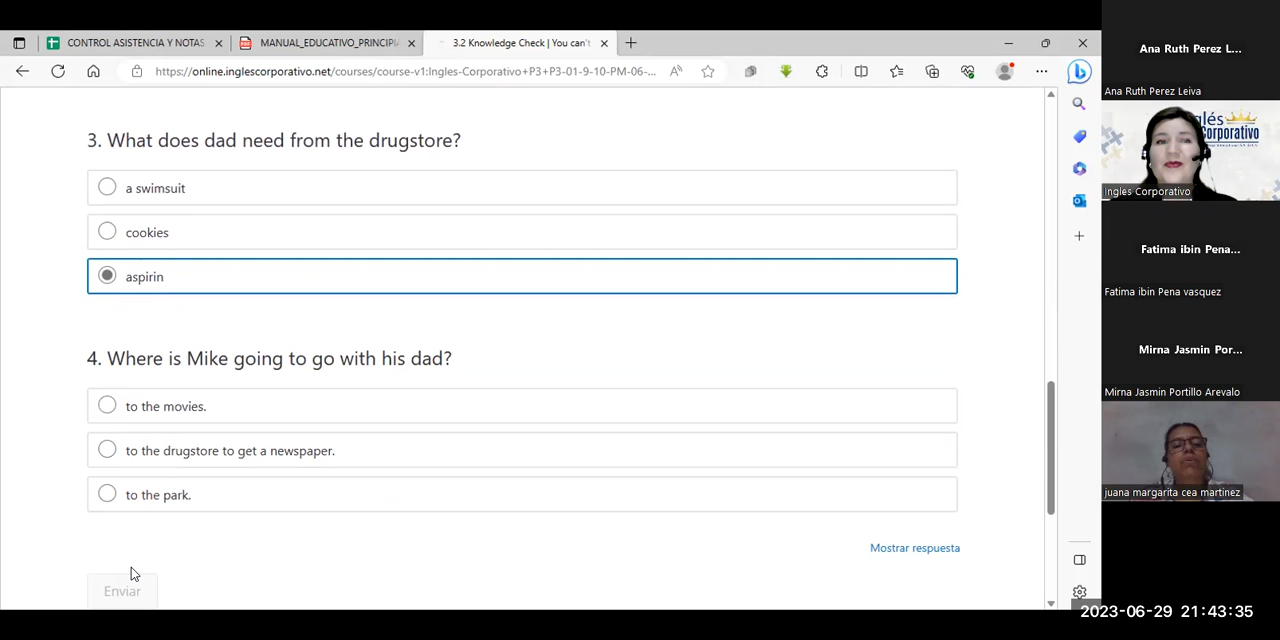 CONTROL ASISTENCIA Y NOTAS
MANUAL_EDUCATIVO_PRINCIPIA
3.2 Knowledge Check | You can't
https://online.inglescorporativo.net/courses/course-v1:Ingles-Corporativo+P3+P3-01-9-10-PM-06-...
3. What does dad need from the drugstore?
a swimsuit
cookies
aspirin
4. Where is Mike going to go with his dad?
to the movies.
to the drugstore to get a newspaper.
to the park.
Mostrar respuesta
Enviar
Ana Ruth Perez L...
Ana Ruth Perez Leiva
Ingles Corporativo
Fatima ibin Pena...
Fatima ibin Pena vasquez
Mirna Jasmin Por...
Mirna Jasmin Portillo Arevalo
juana margarita cea martinez
2023-06-29 21:43:35